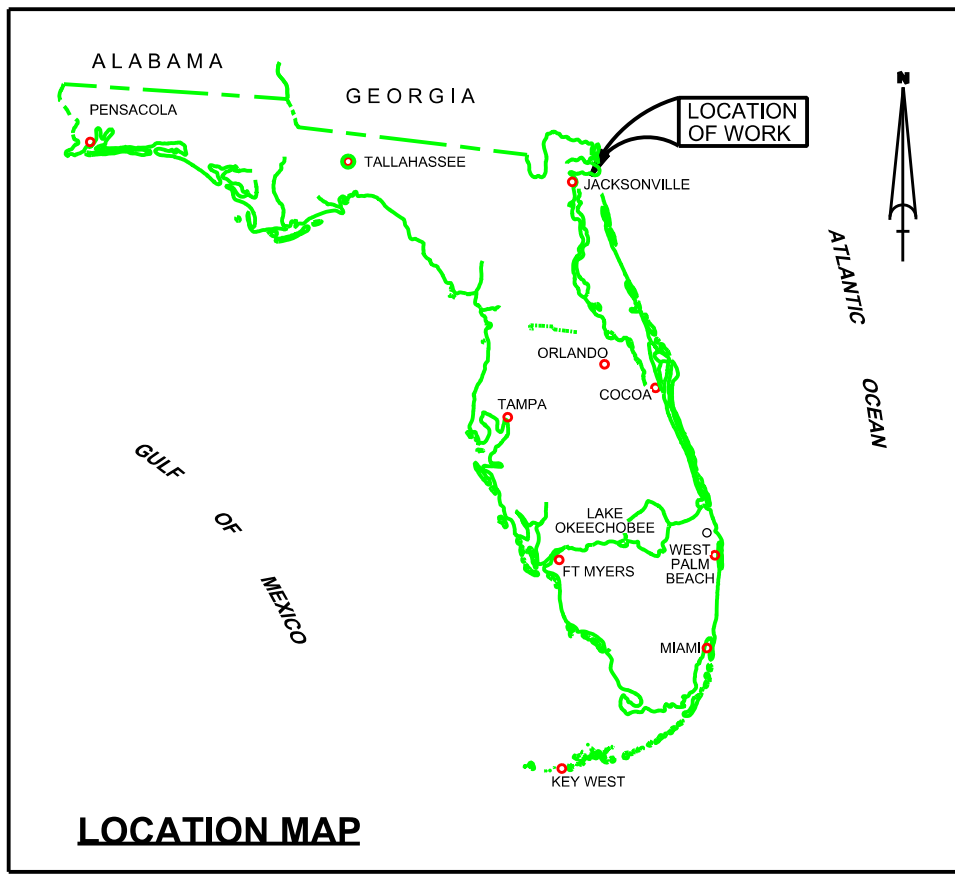 ALABAMA
GEORGIA
N
PENSACOLA
LOCATION
OF WORK
TALLAHASSEE
JACKSONVILLE
ATLANTIC
OCEAN
ORLANDO
COCOA
TAMPA
GULF
OF
MEXICO
LAKE
OKEECHOBEE
WEST
PALM
BEACH
FT MYERS
MIAMI
KEY WEST
LOCATION MAP